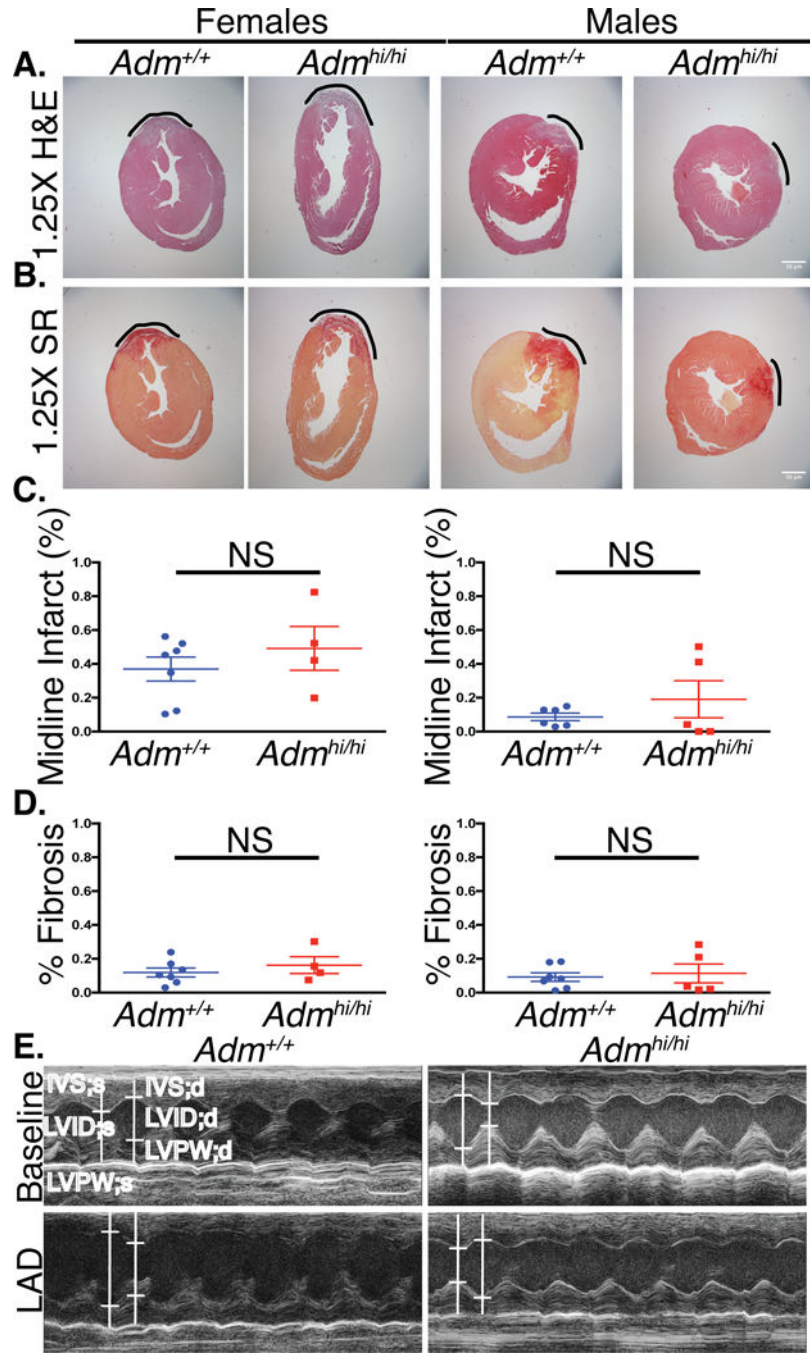 Females Males
A. Adm+/+ Admhi/hi Adm+/+ Admhi/hi
1.25X H&E
B.
1.25X SR
C.
Midline Infarct (%)
1.0
0.8
0.6
0.4
0.2
0.0
NS
Adm+/+ Admhi/hi
Midline Infarct (%)
1.0
0.8
0.6
0.4
0.2
0.0
NS
Adm+/+ Admhi/hi
D.
% Fibrosis
1.0
0.8
0.6
0.4
0.2
0.0
NS
Adm+/+ Admhi/hi
% Fibrosis
1.0
0.8
0.6
0.4
0.2
0.0
NS
Adm+/+ Admhi/hi
E. Adm+/+ Admhi/hi
Baseline
IVS;s IVS;d
LVID;s LVID;d
LVPW;d
LVPW;s
LAD